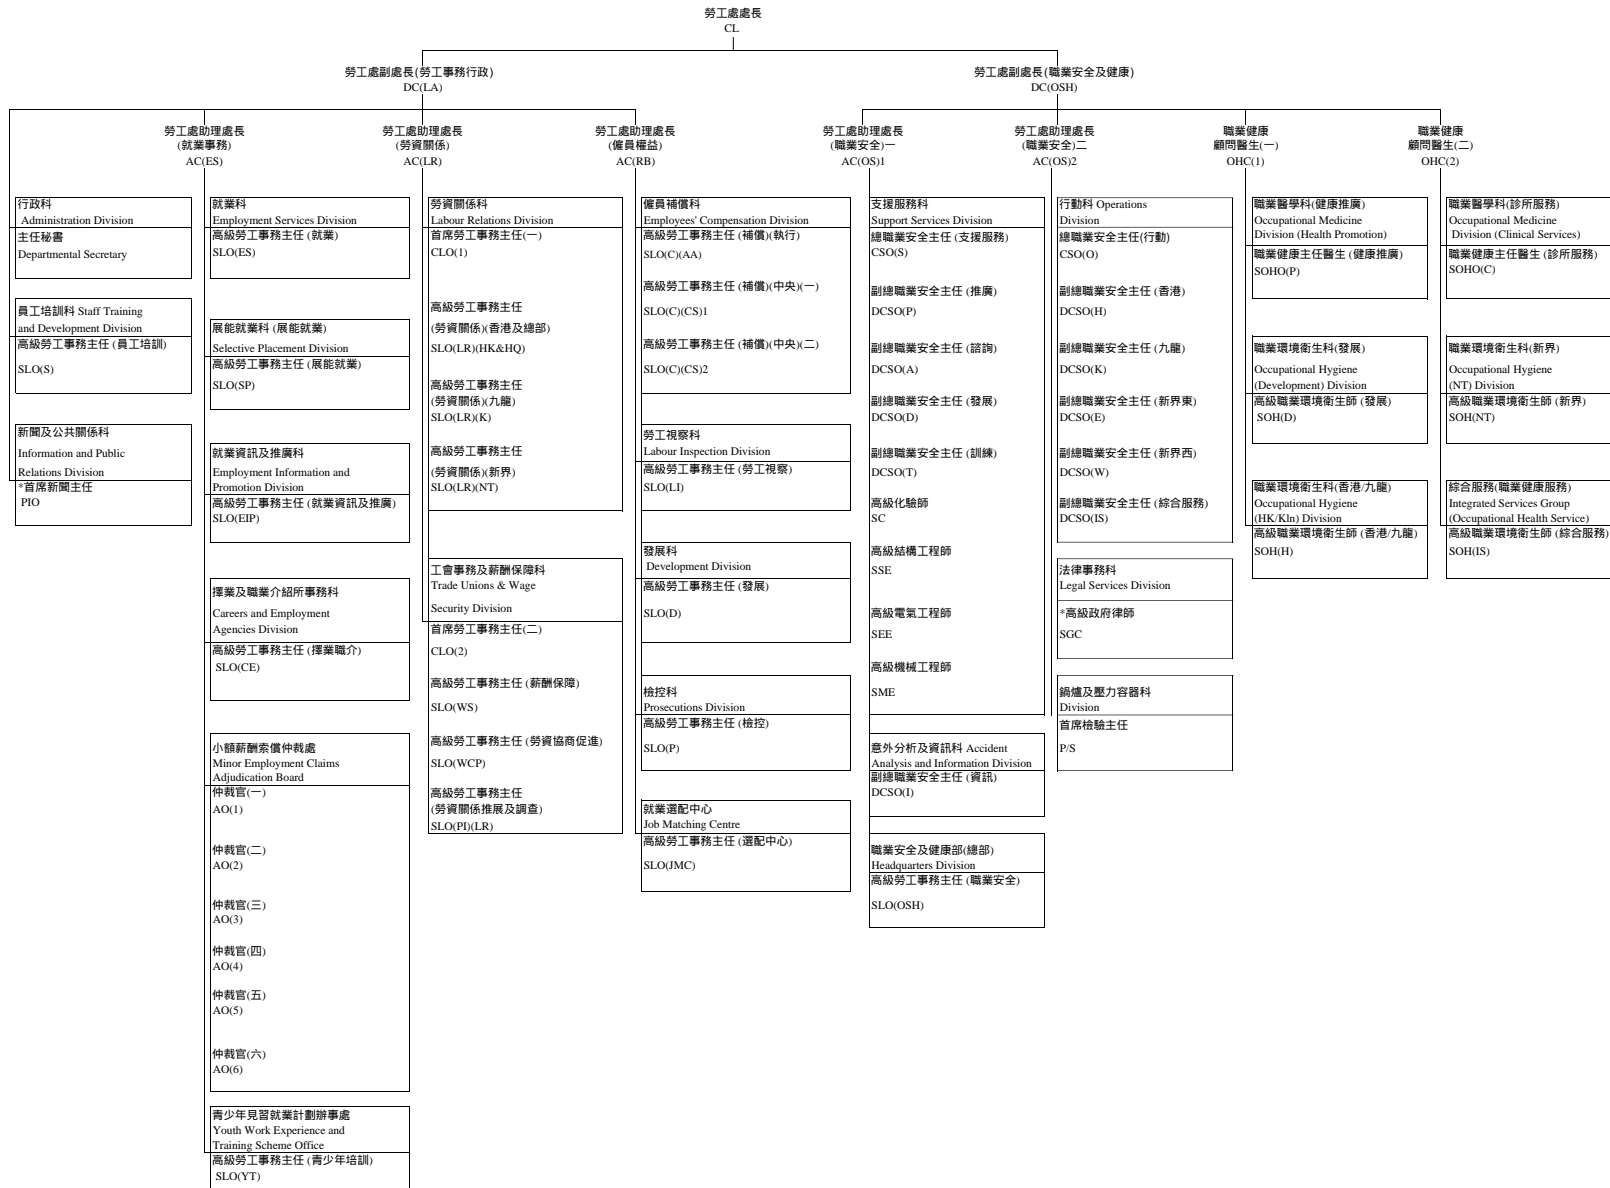 勞工處處長
CL
勞工處副處長(勞工事務行政)
DC(LA)
勞工處副處長(職業安全及健康)
DC(OSH)
勞工處助理處長
(就業事務)
AC(ES)
勞工處助理處長
(勞資關係)
AC(LR)
勞工處助理處長
(僱員權益)
AC(RB)
勞工處助理處長
(職業安全)一
AC(OS)1
勞工處助理處長
(職業安全)二
AC(OS)2
職業健康
顧問醫生(一)
OHC(1)
職業健康
顧問醫生(二)
OHC(2)
行政科
Administration Division
主任秘書
Departmental Secretary
員工培訓科 Staff Training
and Development Division
高級勞工事務主任 (員工培訓)
SLO(S)
新聞及公共關係科
Information and Public
Relations Division
*首席新聞主任
PIO
就業科
Employment Services Division
高級勞工事務主任 (就業)
SLO(ES)
展能就業科 (展能就業)
Selective Placement Division
高級勞工事務主任 (展能就業)
SLO(SP)
就業資訊及推廣科
Employment Information and
Promotion Division
高級勞工事務主任 (就業資訊及推廣)
SLO(EIP)
擇業及職業介紹所事務科
Careers and Employment
Agencies Division
高級勞工事務主任 (擇業職介)
SLO(CE)
小額薪酬索償仲裁處
Minor Employment Claims
Adjudication Board
仲裁官(一)
AO(1)
仲裁官(二)
AO(2)
仲裁官(三)
AO(3)
仲裁官(四)
AO(4)
仲裁官(五)
AO(5)
仲裁官(六)
AO(6)
青少年見習就業計劃辦事處
Youth Work Experience and
Training Scheme Office
高級勞工事務主任 (青少年培訓)
SLO(YT)
勞資關係科
Labour Relations Division
首席勞工事務主任(一)
CLO(1)
高級勞工事務主任
(勞資關係)(香港及總部)
SLO(LR)(HK&HQ)
高級勞工事務主任
(勞資關係)(九龍)
SLO(LR)(K)
高級勞工事務主任
(勞資關係)(新界)
SLO(LR)(NT)
工會事務及薪酬保障科
Trade Unions & Wage
Security Division
首席勞工事務主任(二)
CLO(2)
高級勞工事務主任 (薪酬保障)
SLO(WS)
高級勞工事務主任 (勞資協商促進)
SLO(WCP)
高級勞工事務主任
(勞資關係推展及調查)
SLO(PI)(LR)
僱員補償科
Employees' Compensation Division
高級勞工事務主任 (補償)(執行)
SLO(C)(AA)
高級勞工事務主任 (補償)(中央)(一)
SLO(C)(CS)1
高級勞工事務主任 (補償)(中央)(二)
SLO(C)(CS)2
勞工視察科
Labour Inspection Division
高級勞工事務主任 (勞工視察)
SLO(LI)
發展科
Development Division
高級勞工事務主任 (發展)
SLO(D)
檢控科
Prosecutions Division
高級勞工事務主任 (檢控)
SLO(P)
就業選配中心
Job Matching Centre
高級勞工事務主任 (選配中心)
SLO(JMC)
支援服務科
Support Services Division
總職業安全主任 (支援服務)
CSO(S)
副總職業安全主任 (推廣)
DCSO(P)
副總職業安全主任 (諮詢)
DCSO(A)
副總職業安全主任 (發展)
DCSO(D)
副總職業安全主任 (訓練)
DCSO(T)
高級化驗師
SC
高級結構工程師
SSE
高級電氣工程師
SEE
高級機械工程師
SME
意外分析及資訊科 Accident
Analysis and Information Division
副總職業安全主任 (資訊)
DCSO(I)
職業安全及健康部(總部)
Headquarters Division
高級勞工事務主任 (職業安全)
SLO(OSH)
行動科 Operations
Division
總職業安全主任(行動)
CSO(O)
副總職業安全主任 (香港)
DCSO(H)
副總職業安全主任 (九龍)
DCSO(K)
副總職業安全主任 (新界東)
DCSO(E)
副總職業安全主任 (新界西)
DCSO(W)
副總職業安全主任 (綜合服務)
DCSO(IS)
法律事務科
Legal Services Division
*高級政府律師
SGC
鍋爐及壓力容器科
Division
首席檢驗主任
P/S
職業醫學科(健康推廣)
Occupational Medicine
Division (Health Promotion)
職業健康主任醫生 (健康推廣)
SOHO(P)
職業環境衛生科(發展)
Occupational Hygiene
(Development) Division
高級職業環境衛生師 (發展)
SOH(D)
職業環境衛生科(香港/九龍)
Occupational Hygiene
(HK/Kln) Division
高級職業環境衛生師 (香港/九龍)
SOH(H)
職業醫學科(診所服務)
Occupational Medicine
Division (Clinical Services)
職業健康主任醫生 (診所服務)
SOHO(C)
職業環境衛生科(新界)
Occupational Hygiene
(NT) Division
高級職業環境衛生師 (新界)
SOH(NT)
綜合服務(職業健康服務)
Integrated Services Group
(Occupational Health Service)
高級職業環境衛生師 (綜合服務)
SOH(IS)